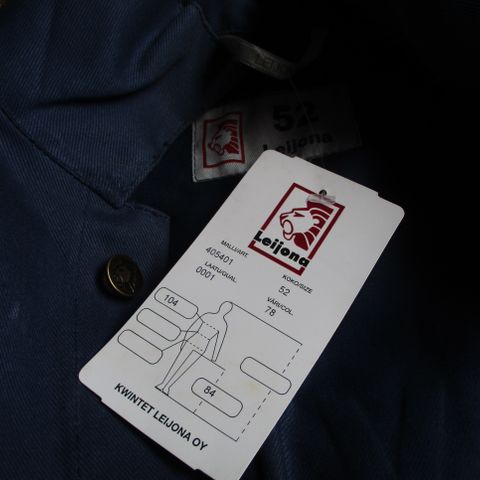 52
Leijona
Leijona
MALLI/ART.
405401
KOKO/SIZE
52
LAATU/QUAL.
0001
VÄRI/COL.
78
104
84
KWINTET LEIJONA OY